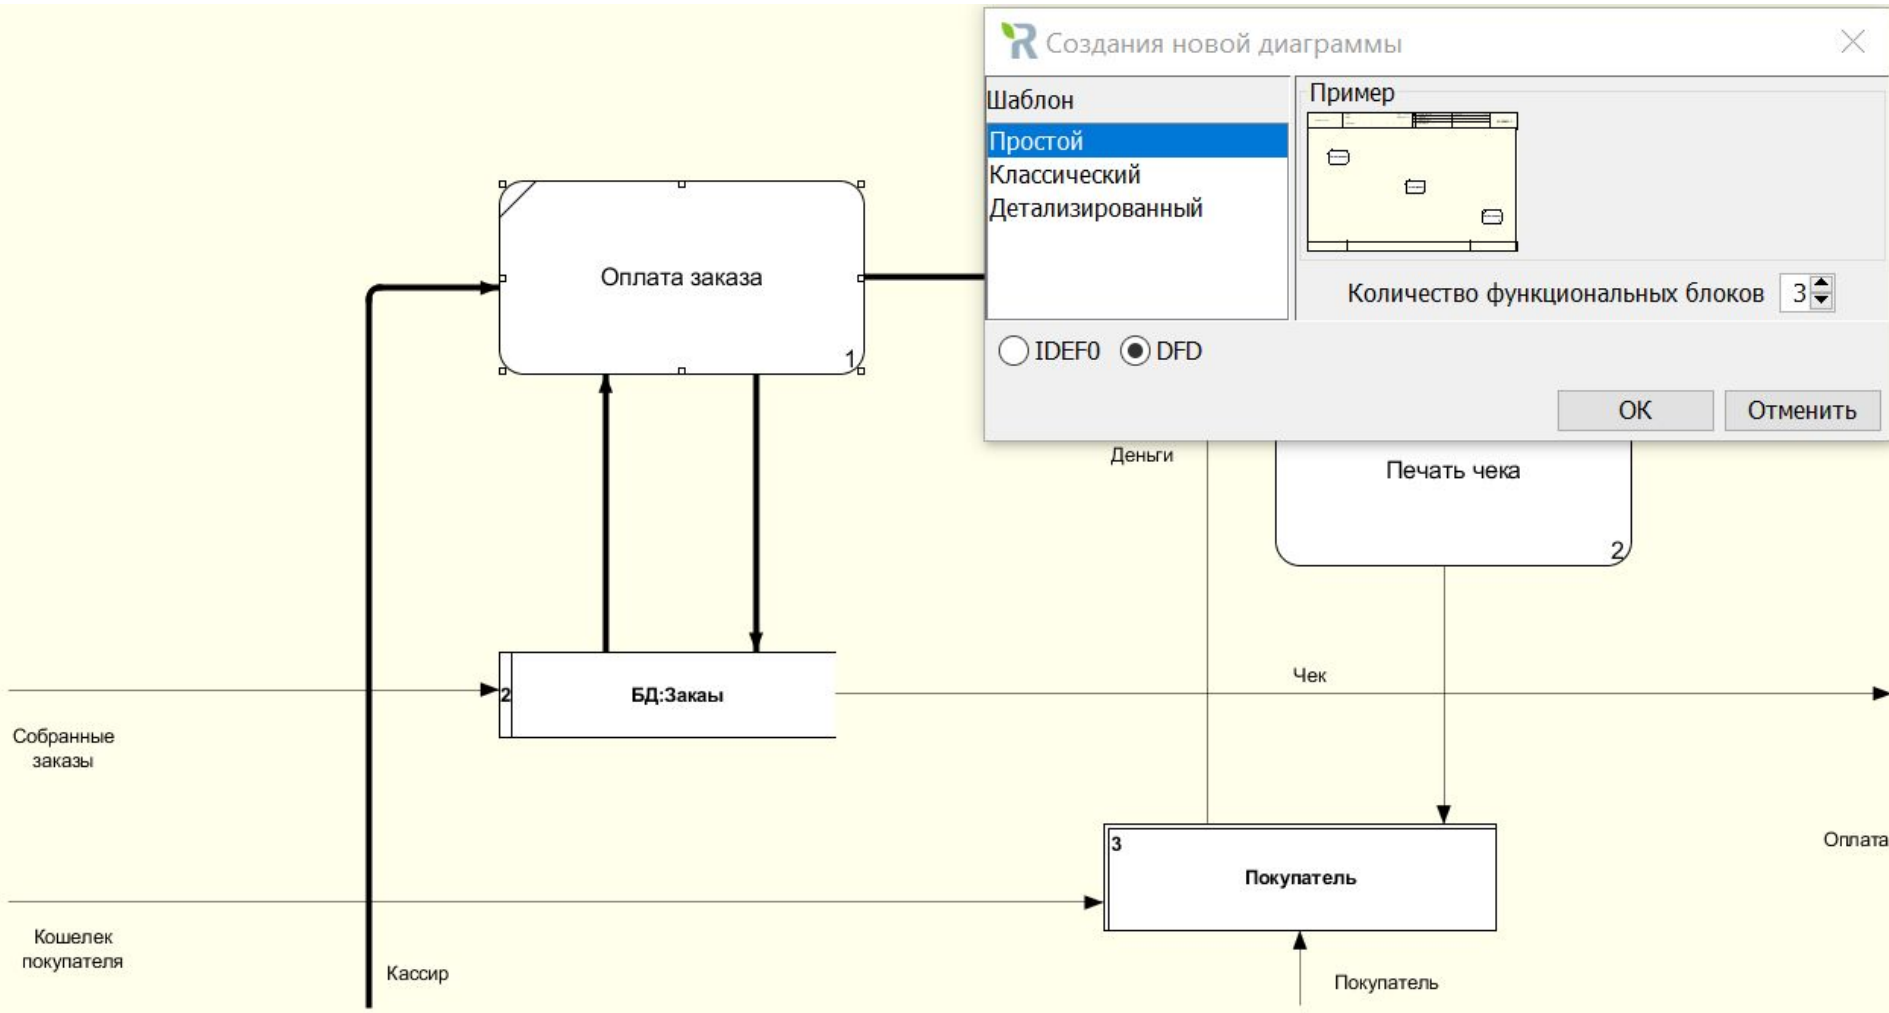 Создания новой диаграммы
Шаблон
Пример
Простой
Классический
Детализированный
Количество функциональных блоков 3
IDEF0 DFD
ОК Отменить
Оплата заказа
1
Деньги
Печать чека
2
2 БД:Закаы
Чек
Собранные
заказы
3
Покупатель
Оплата
Кошелек
покупателя
Кассир
Покупатель